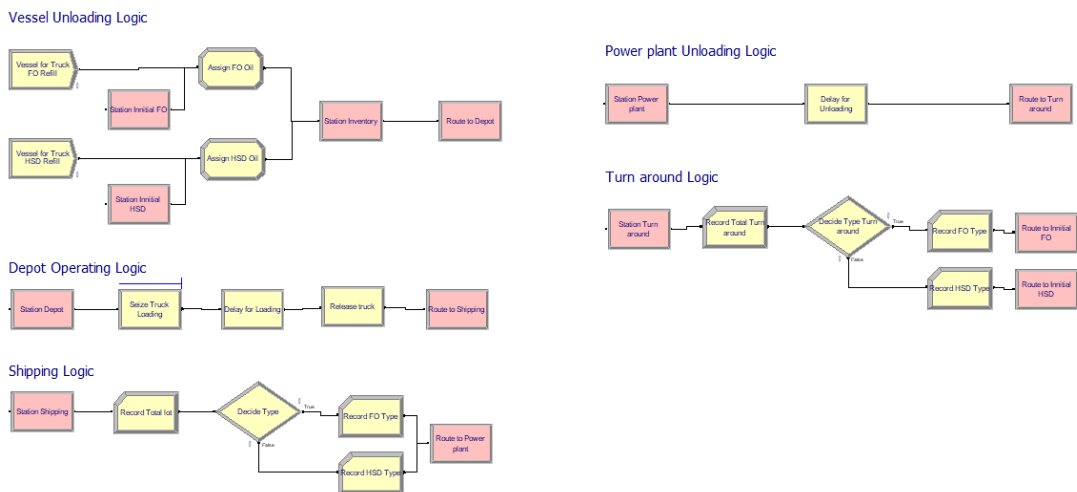 Vessel Unloading Logic
Vessel for Truck
FO Refill
Assign FO Oil
Station Innitial FO
Station Inventory
Route to Depot
Vessel for Truck
HSD Refill
Assign HSD Oil
Station Innitial
HSD
Depot Operating Logic
Station Depot
Seize Truck
Loading
Delay for Loading
Release truck
Route to Shipping
Shipping Logic
Station Shipping
Record Total lot
Decide Type
True
False
Record FO Type
Record HSD Type
Route to Power
plant
Power plant Unloading Logic
Station Power
plant
Delay for
Unloading
Route to Turn
around
Turn around Logic
Station Turn
around
Record Total Turn
around
Decide Type Turn
around
True
False
Record FO Type
Route to Innitial
FO
Record HSD Type
Route to Innitial
HSD